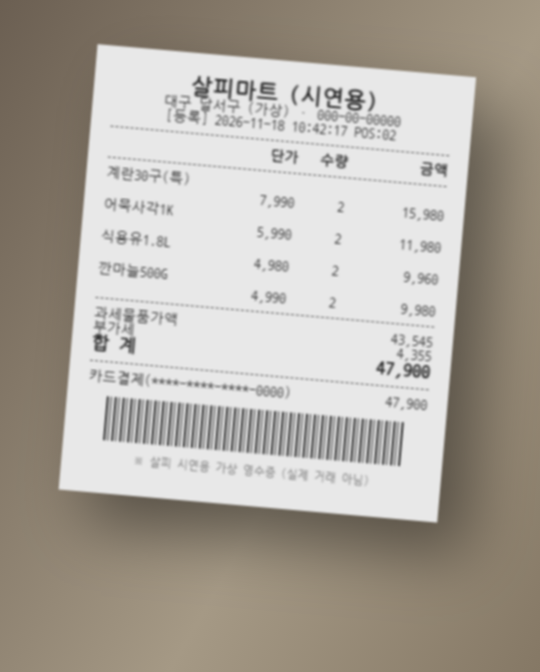 살피마트 (시연용)
대구 달서구 (가상) · 000-00-00000
[등록] 2026-11-18 10:42:17 POS:02
단가 수량 금액
계란30구(특)
7,990 2 15,980
어묵사각1K
5,990 2 11,980
식용유1.8L
4,980 2 9,960
깐마늘500G
4,990 2 9,980
과세물품가액 43,545
부가세 4,355
합 계 47,900
카드결제(****-****-****-0000) 47,900
※ 살피 시연용 가상 영수증 (실제 거래 아님)